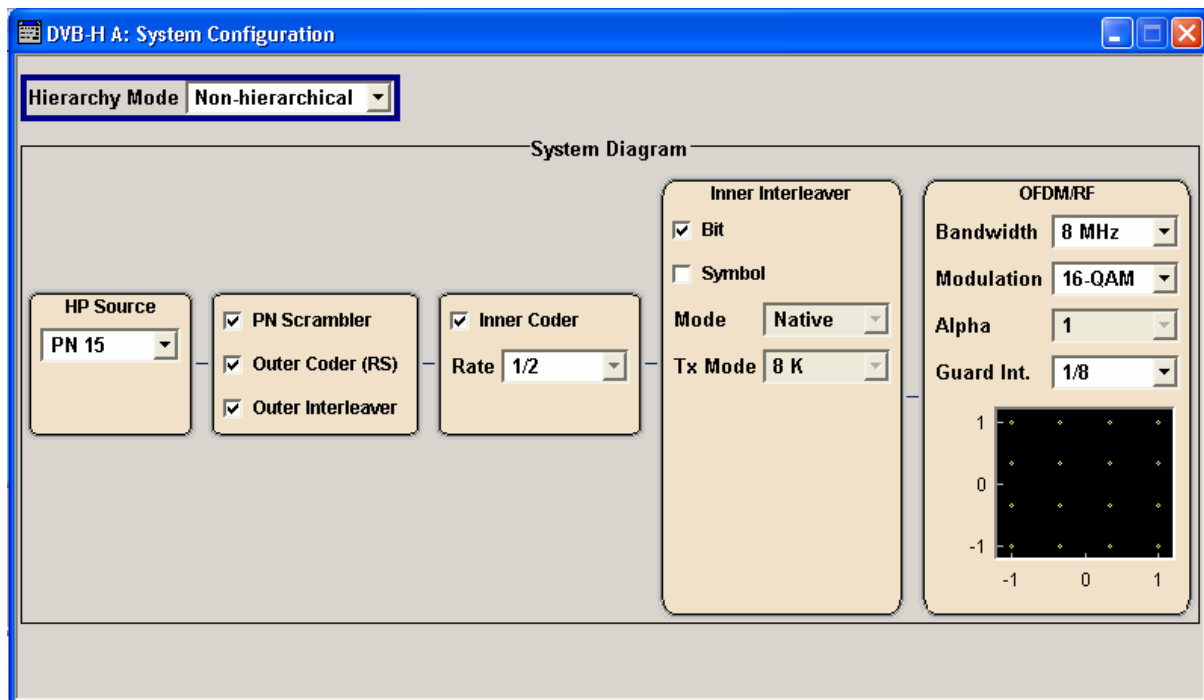 DVB-H A: System Configuration
Hierarchy Mode Non-hierarchical
System Diagram
HP Source
PN 15
PN Scrambler
Outer Coder (RS)
Outer Interleaver
Inner Coder
Rate 1/2
Inner Interleaver
Bit
Symbol
Mode Native
Tx Mode 8 K
OFDM/RF
Bandwidth 8 MHz
Modulation 16-QAM
Alpha 1
Guard Int. 1/8
1
0
-1
-1 0 1